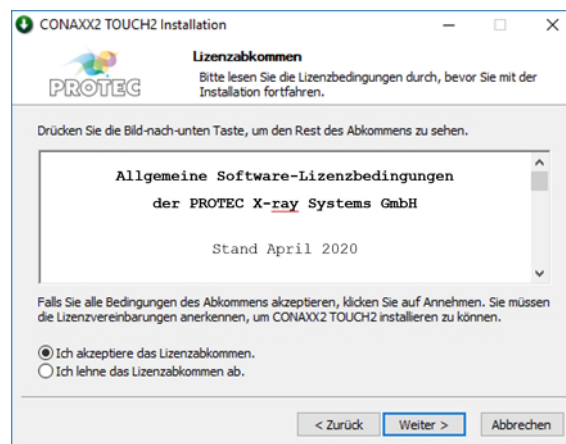 CONAXX2 TOUCH2 Installation
PROTEC
Lizenzabkommen
Bitte lesen Sie die Lizenzbedingungen durch, bevor Sie mit der
Installation fortfahren.
Drücken Sie die Bild-nach-unten Taste, um den Rest des Abkommens zu sehen.
Allgemeine Software-Lizenzbedingungen
der PROTEC X-ray Systems GmbH
Stand April 2020
Falls Sie alle Bedingungen des Abkommens akzeptieren, klicken Sie auf Annehmen. Sie müssen
die Lizenzvereinbarungen anerkennen, um CONAXX2 TOUCH2 installieren zu können.
Ich akzeptiere das Lizenzabkommen.
Ich lehne das Lizenzabkommen ab.
< Zurück Weiter > Abbrechen